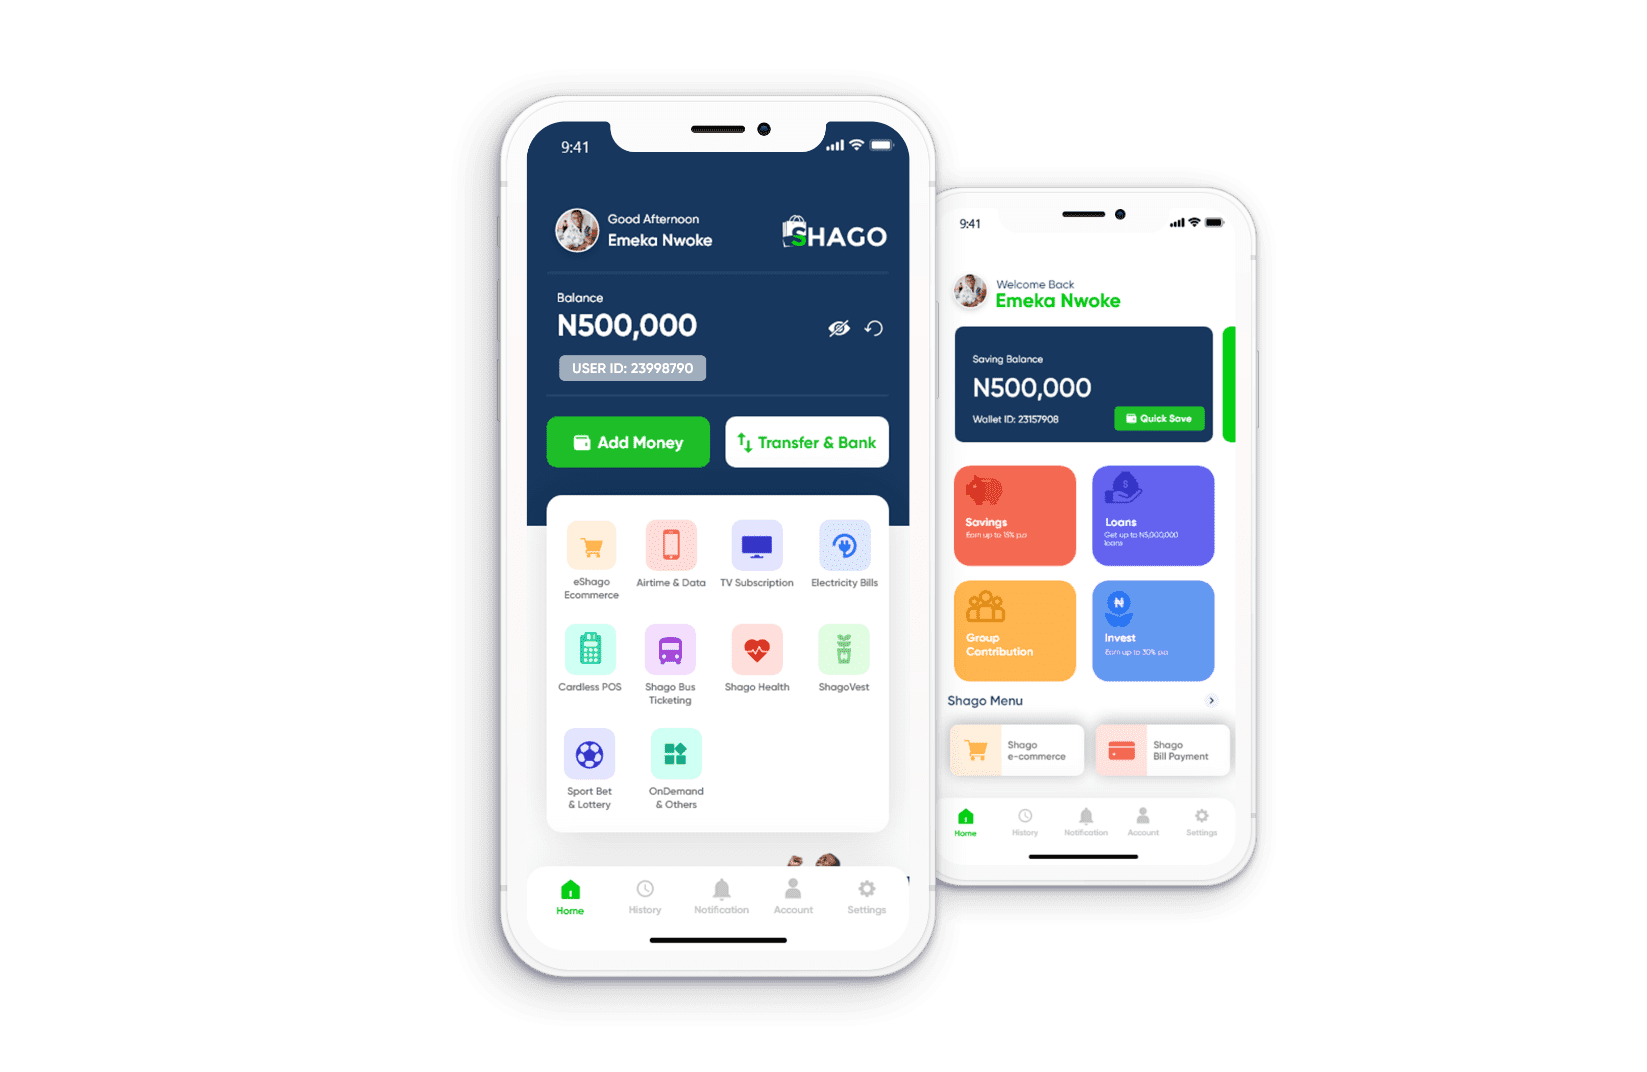 9:41
Good Afternoon
Emeka Nwoke
SHAGO
Balance
N500,000
USER ID: 23998790
Add Money
Transfer & Bank
eShago
Ecommerce
Airtime & Data
TV Subscription
Electricity Bills
Cardless POS
Shago Bus
Ticketing
Shago Health
ShagoVest
Sport Bet
& Lottery
OnDemand
& Others
Home
History
Notification
Account
Settings
9:41
Welcome Back
Emeka Nwoke
Saving Balance
N500,000
Wallet ID: 23157908
Quick Save
Savings
Earn up to 15% p.a
Loans
Get up to N5,000,000
loans
Group
Contribution
Invest
Earn up to 30% p.a
Shago Menu
Shago
e-commerce
Shago
Bill Payment
Home
History
Notification
Account
Settings